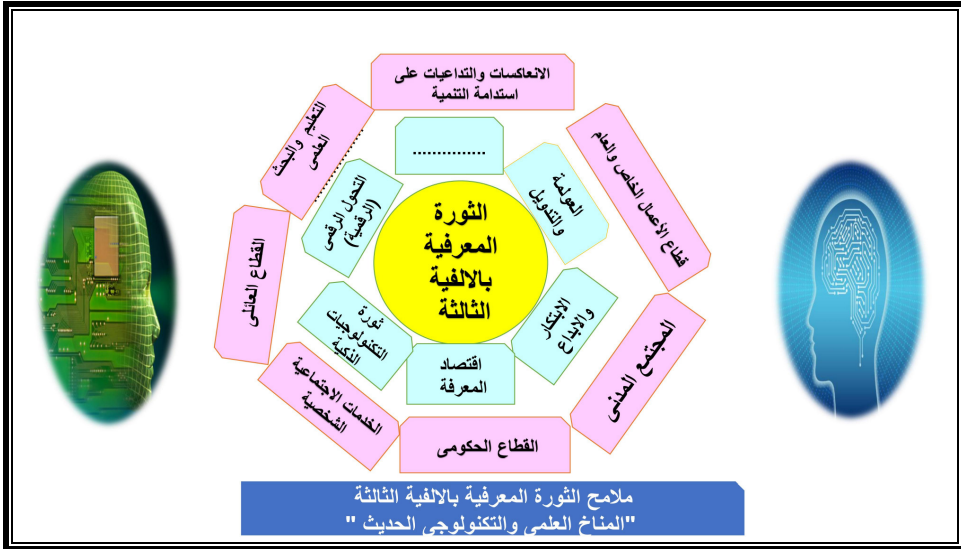 الانعاكسات والتداعيات على
استدامة التنمية
التعليم والبحث
العلمى
................
...............
العولمة
والتدويل
قطاع الأعمال الخاص والعام
التحول الرقمى
(الرقمية)
الثورة
المعرفية
بالالفية
الثالثة
القطاع العائلى
ثورة
التكنولوجيات
الذكية
الابتكار
والابداع
اقتصاد
المعرفة
المجتمع المدنى
الخدمات الاجتماعية
الشخصية
القطاع الحكومى
ملامح الثورة المعرفية بالالفية الثالثة
"المناخ العلمى والتكنولوجى الحديث "